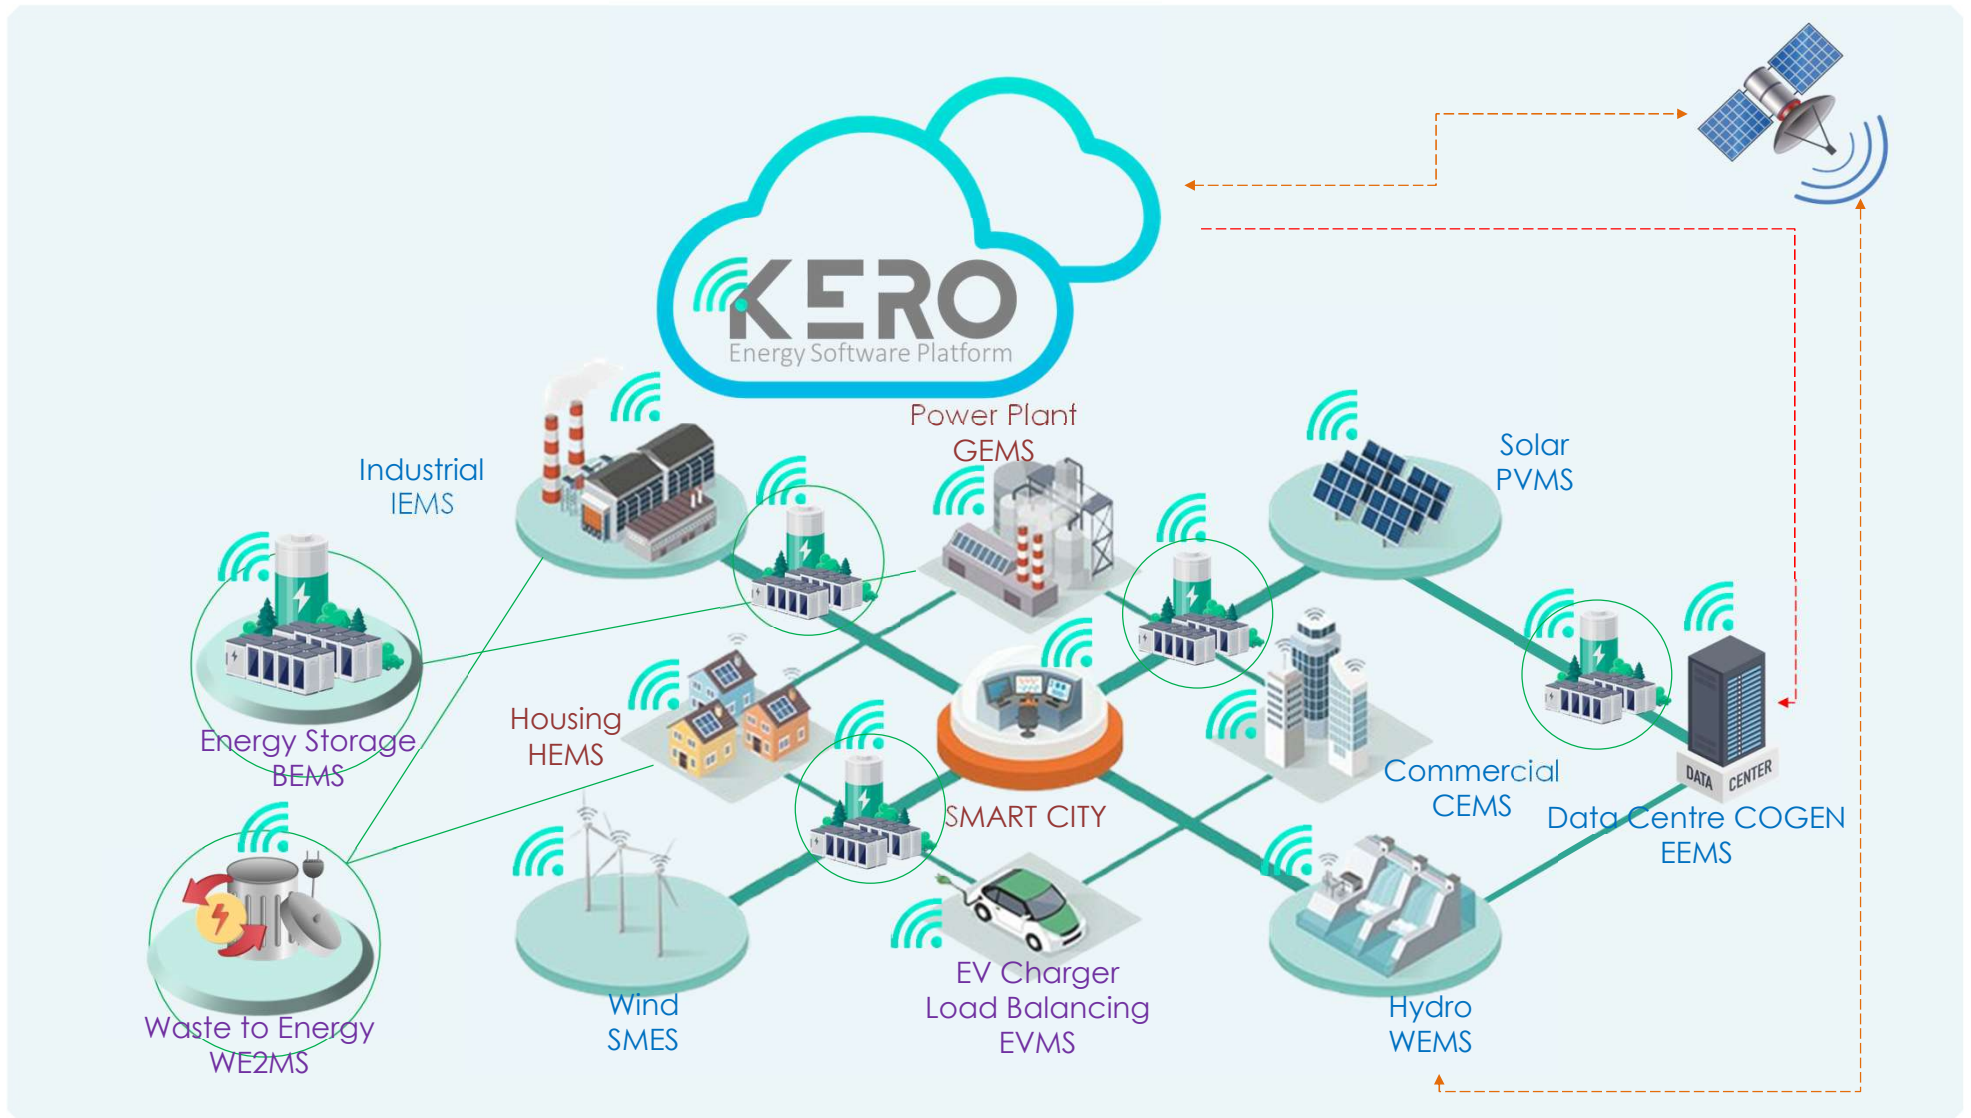 KERO
Energy Software Platform
Power Plant
GEMS
Industrial
IEMS
Solar
PVMS
Energy Storage
BEMS
Housing
HEMS
SMART CITY
Commercial
CEMS
DATA CENTER
Data Centre COGEN
EEMS
Waste to Energy
WE2MS
Wind
SMES
EV Charger
Load Balancing
EVMS
Hydro
WEMS